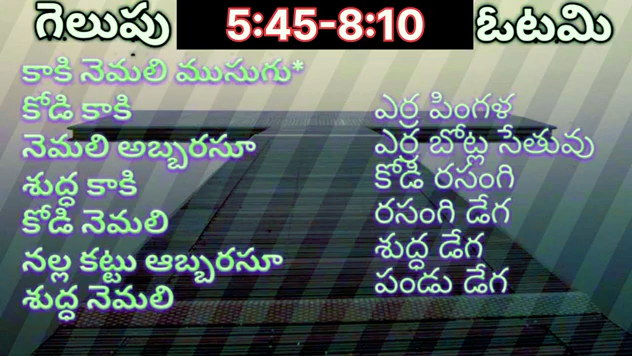 గెలుపు 5:45-8:10 ఓటమి
కాకి నెమలి ముసుగు*
కోడి కాకి
నెమలి అబ్బరసూ
శుద్ధ కాకి
కోడి నెమలి
నల్ల కట్టు ఆబ్బరసూ
శుద్ధ నెమలి
ఎర్ర పింగళ
ఎర్ర బోట్ల సేతువు
కోడి రసంగి
రసంగి డేగ
శుద్ధ డేగ
పండు డేగ